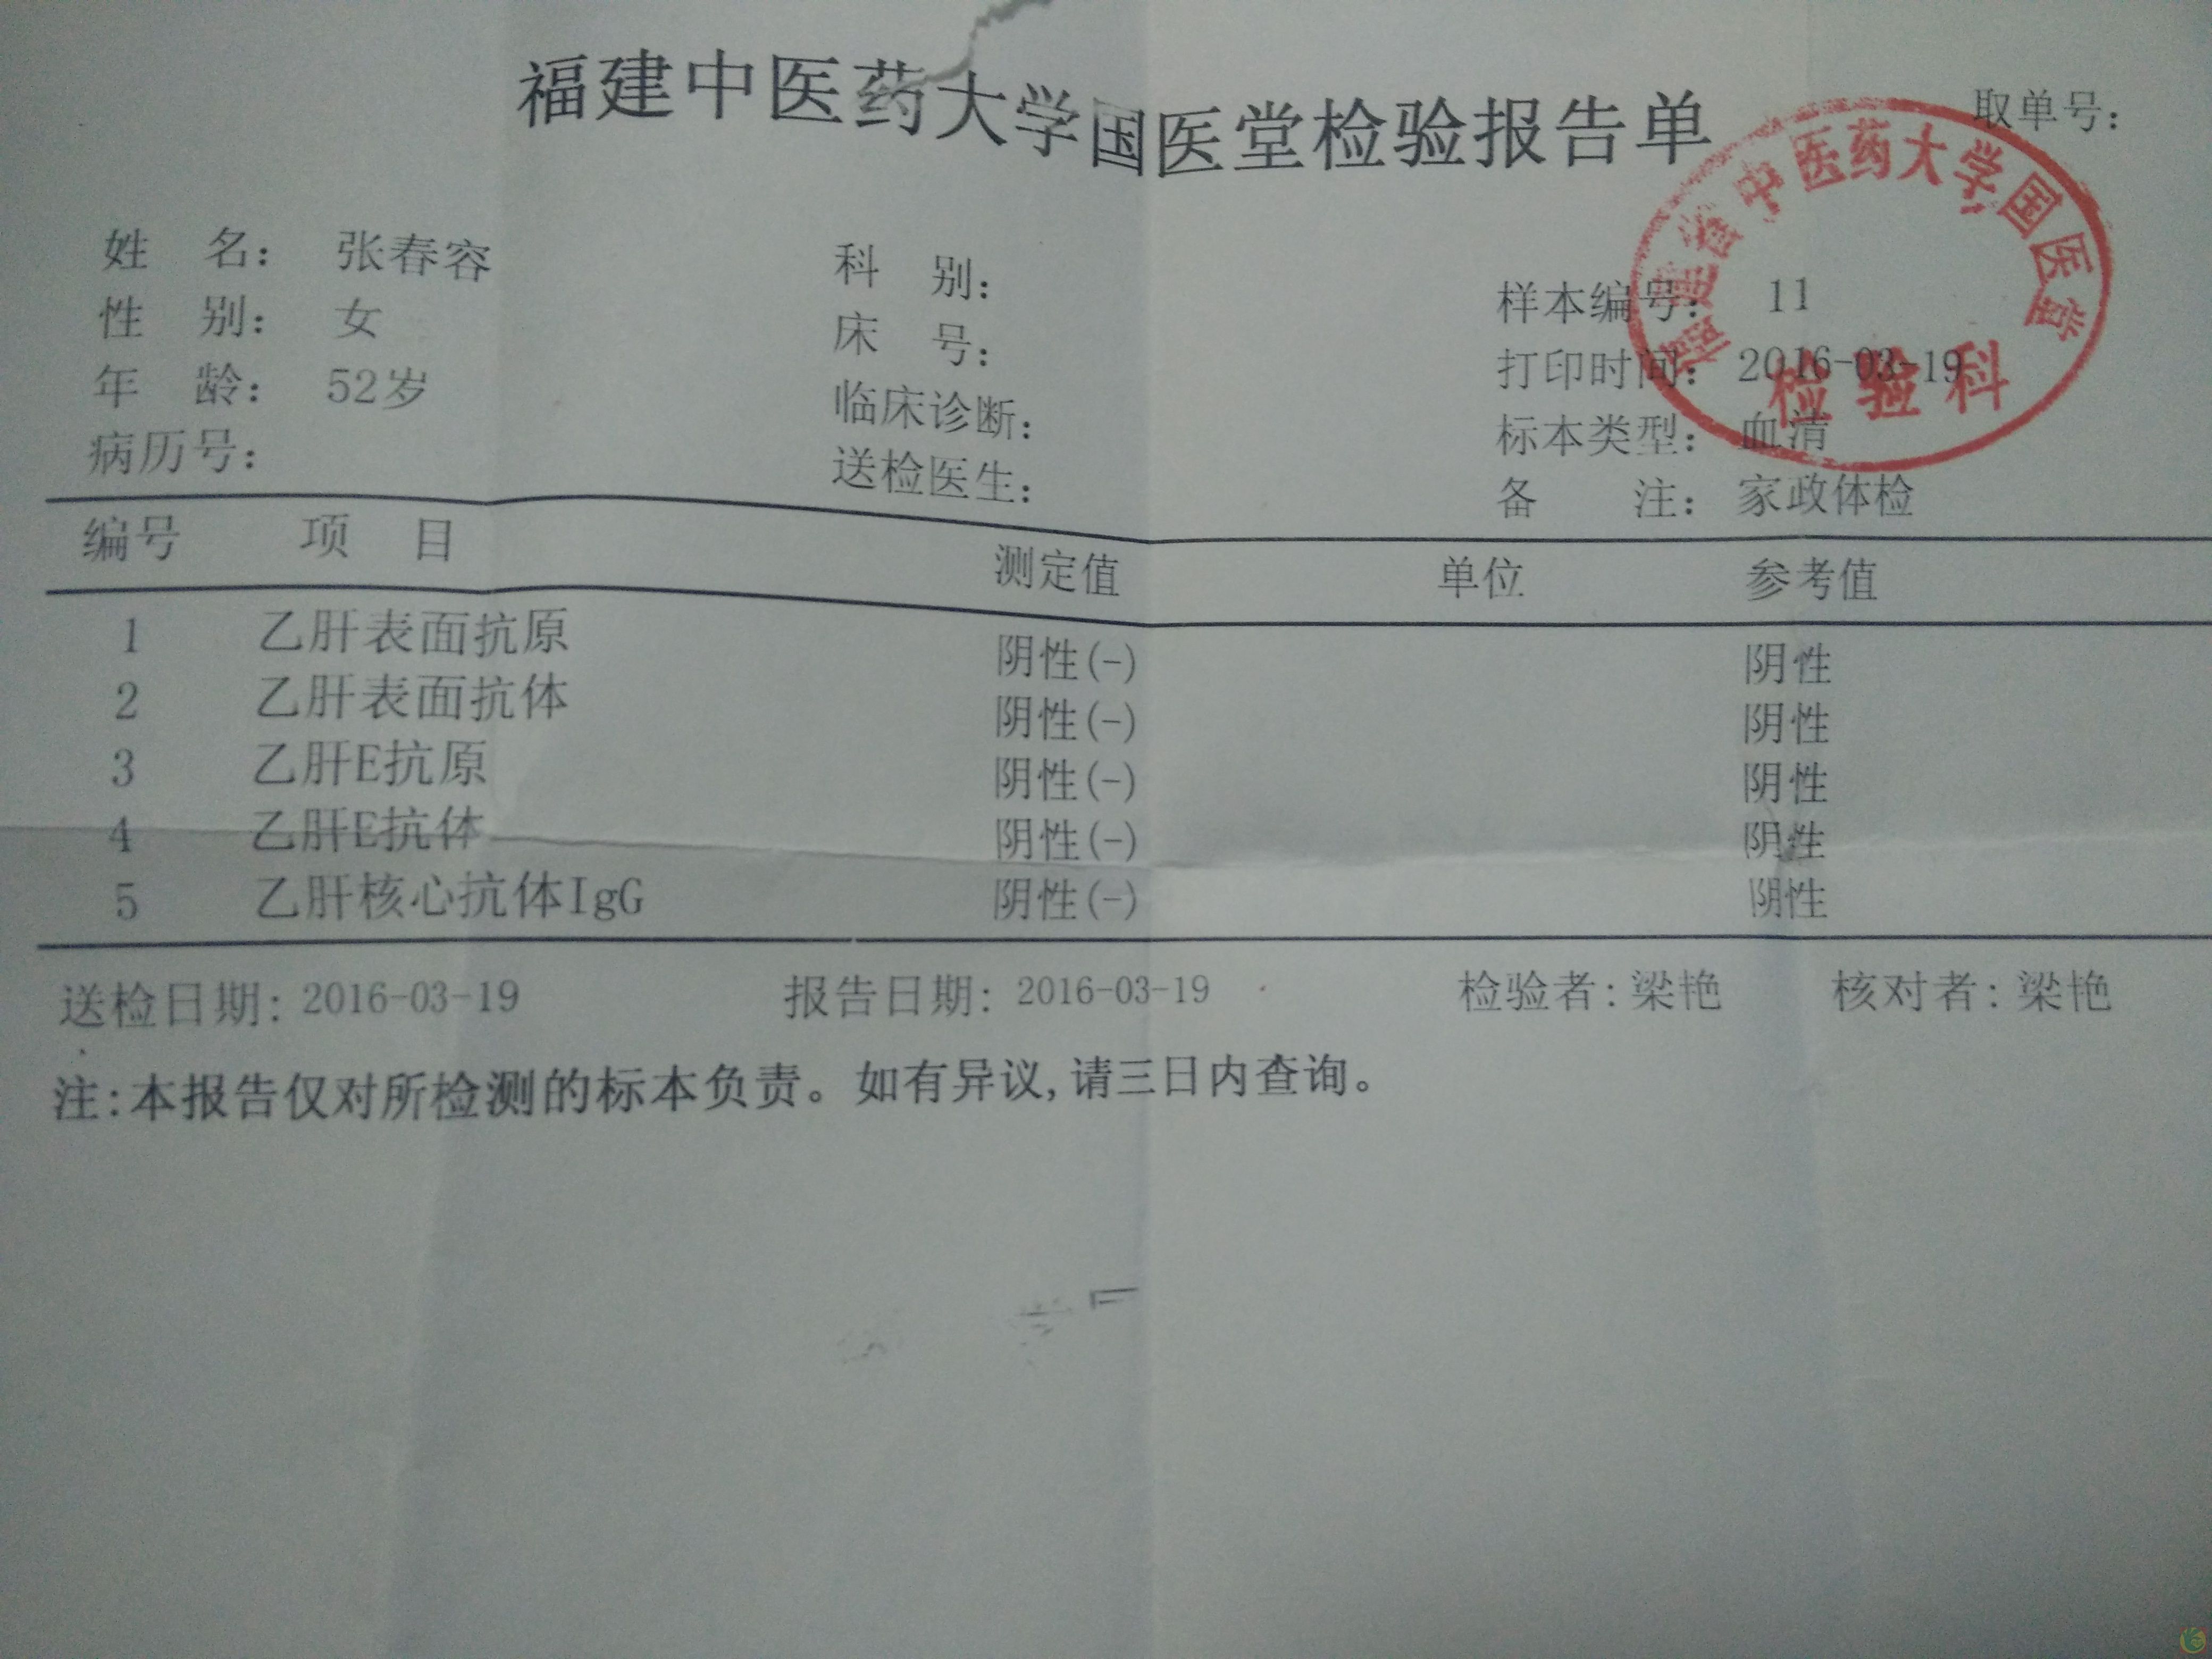 福建中医药大学国医堂检验报告单
取单号:
福建省中医药大学国医堂
检验科
姓 名: 张春容 科 别: 样本编号: 11
性 别: 女 床 号: 打印时间: 2016-03-19
年 龄: 52岁 临床诊断: 标本类型: 血清
病历号: 送检医生: 备 注: 家政体检
编号 项 目 测定值 单位 参考值
1 乙肝表面抗原 阴性(-) 阴性
2 乙肝表面抗体 阴性(-) 阴性
3 乙肝E抗原 阴性(-) 阴性
4 乙肝E抗体 阴性(-) 阴性
5 乙肝核心抗体IgG 阴性(-) 阴性
送检日期: 2016-03-19 报告日期: 2016-03-19 检验者: 梁艳 核对者: 梁艳
注:本报告仅对所检测的标本负责。如有异议,请三日内查询。